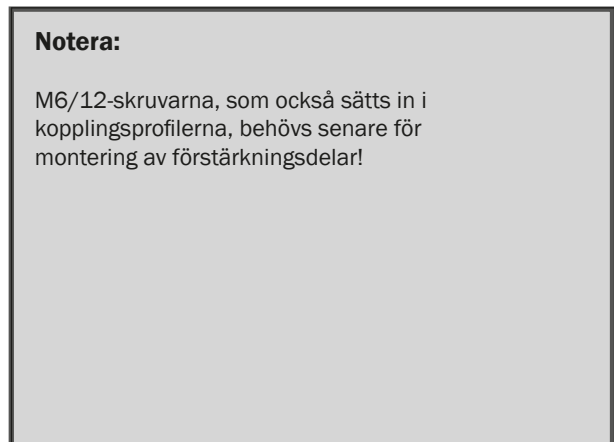 Notera:
M6/12-skruvarna, som också sätts in i
kopplingsprofilerna, behövs senare för
montering av förstärkningsdelar!